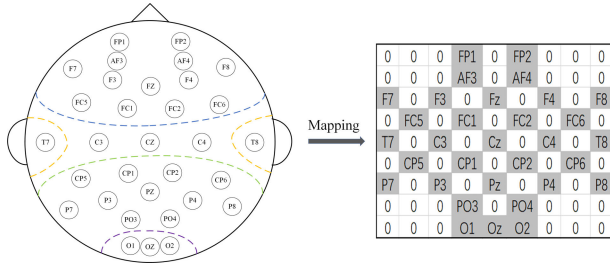 FP1 FP2
AF3 AF4
F7 F8
F3 FZ F4
FC5 FC1 FC2 FC6
T7 C3 CZ C4 T8
CP5 CP1 CP2 CP6
P7 P3 PZ P4 P8
PO3 PO4
O1 OZ O2
Mapping
0 0 0 FP1 0 FP2 0 0 0
0 0 0 AF3 0 AF4 0 0 0
F7 0 F3 0 Fz 0 F4 0 F8
0 FC5 0 FC1 0 FC2 0 FC6 0
T7 0 C3 0 Cz 0 C4 0 T8
0 CP5 0 CP1 0 CP2 0 CP6 0
P7 0 P3 0 Pz 0 P4 0 P8
0 0 0 PO3 0 PO4 0 0 0
0 0 0 O1 Oz O2 0 0 0